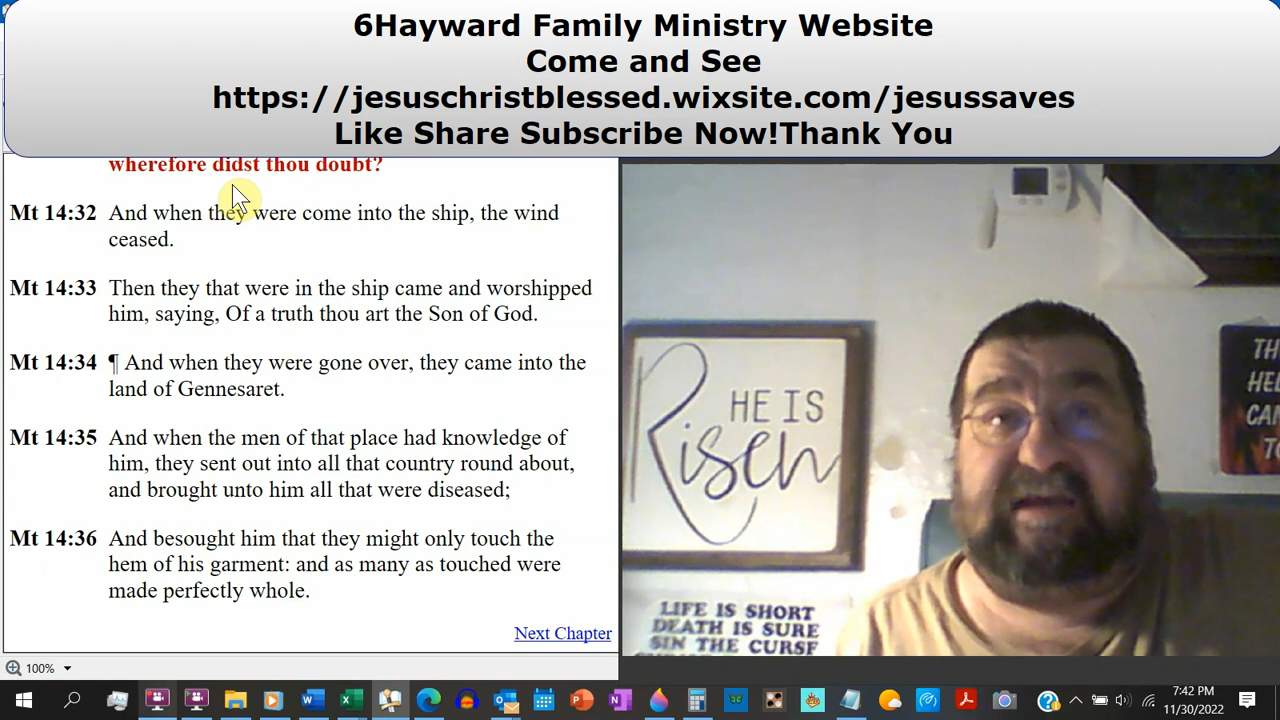 6Hayward Family Ministry Website
Come and See
https://jesuschristblessed.wixsite.com/jesussaves
Like Share Subscribe Now!Thank You
wherefore didst thou doubt?
Mt 14:32 And when they were come into the ship, the wind
ceased.
Mt 14:33 Then they that were in the ship came and worshipped
him, saying, Of a truth thou art the Son of God.
Mt 14:34 ¶ And when they were gone over, they came into the
land of Gennesaret.
Mt 14:35 And when the men of that place had knowledge of
him, they sent out into all that country round about,
and brought unto him all that were diseased;
Mt 14:36 And besought him that they might only touch the
hem of his garment: and as many as touched were
made perfectly whole.
Next Chapter
100%
HE IS
Risen
LIFE IS SHORT
DEATH IS SURE
SIN THE CURSE
TH
HEL
CAN
TO
7:42 PM
11/30/2022